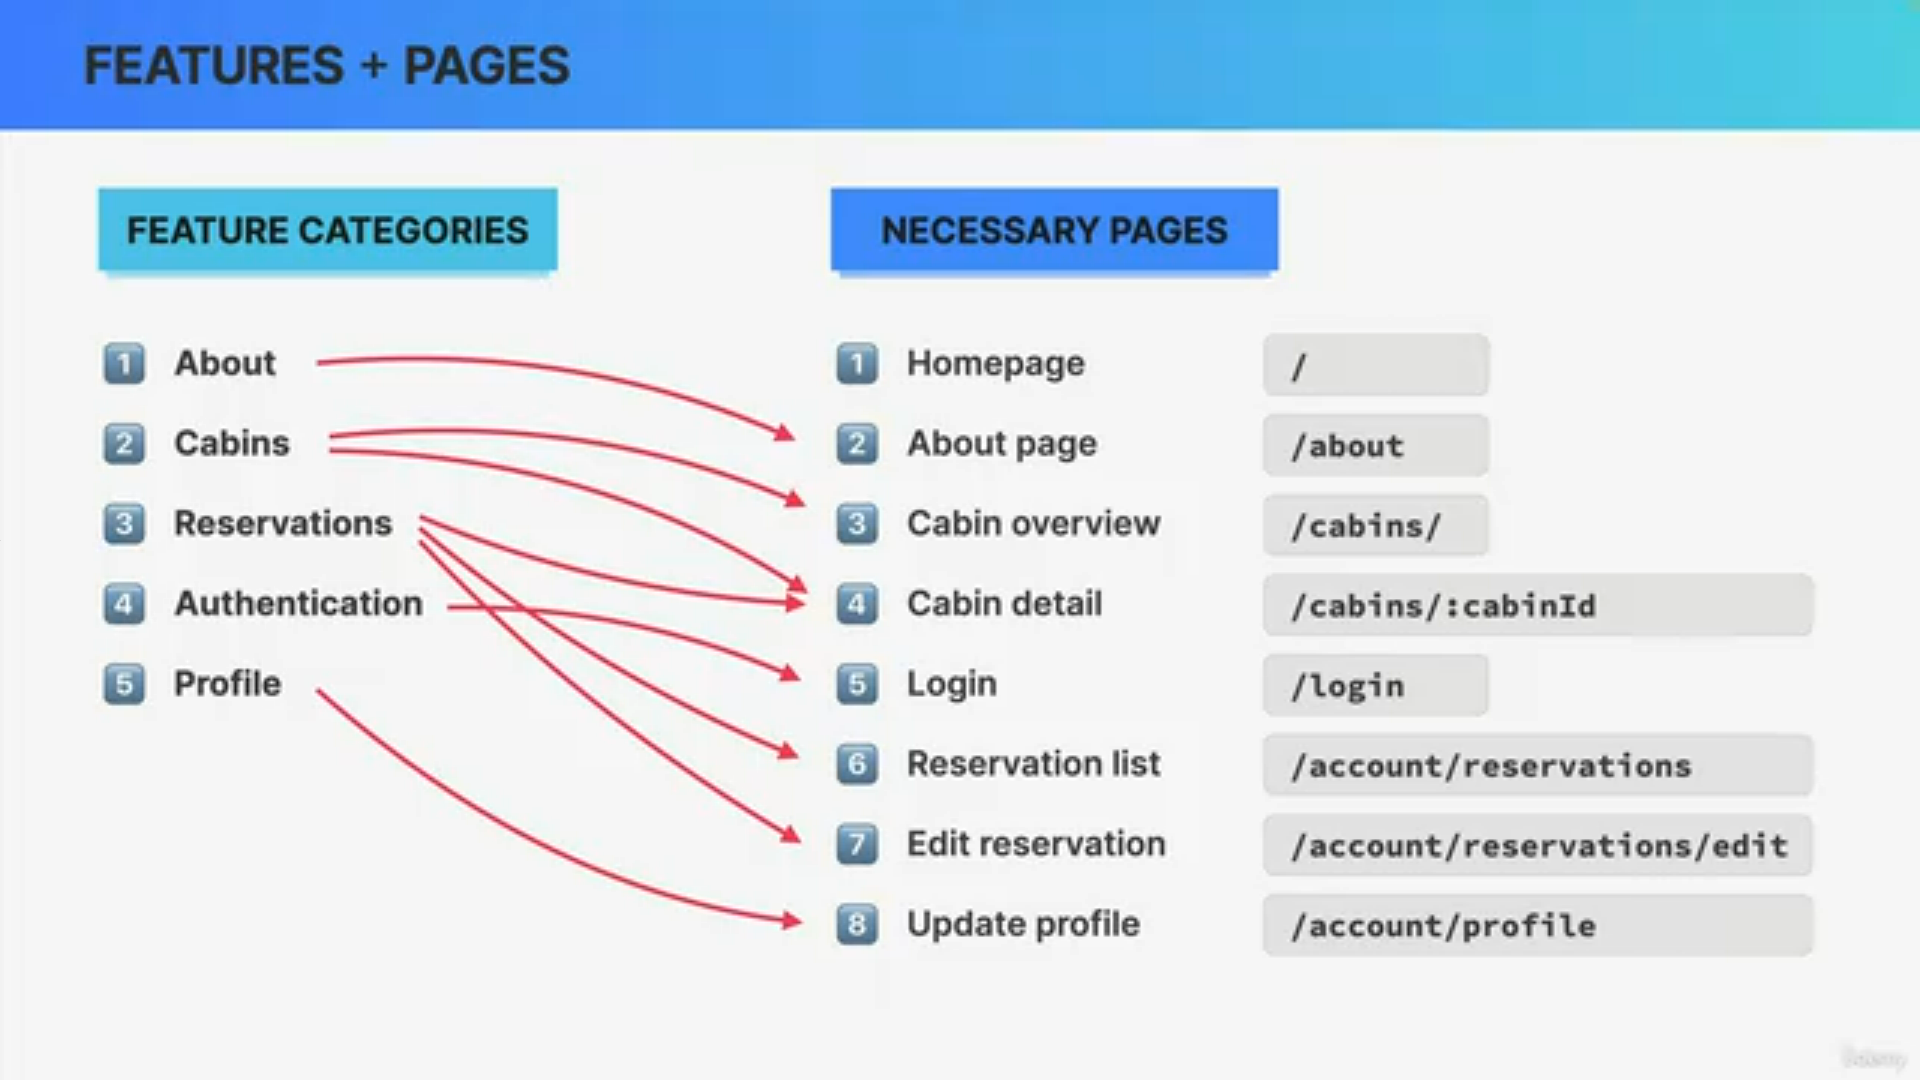 FEATURES + PAGES
FEATURE CATEGORIES
1 About
2 Cabins
3 Reservations
4 Authentication
5 Profile
NECESSARY PAGES
1 Homepage /
2 About page /about
3 Cabin overview /cabins/
4 Cabin detail /cabins/:cabinId
5 Login /login
6 Reservation list /account/reservations
7 Edit reservation /account/reservations/edit
8 Update profile /account/profile
Udemy